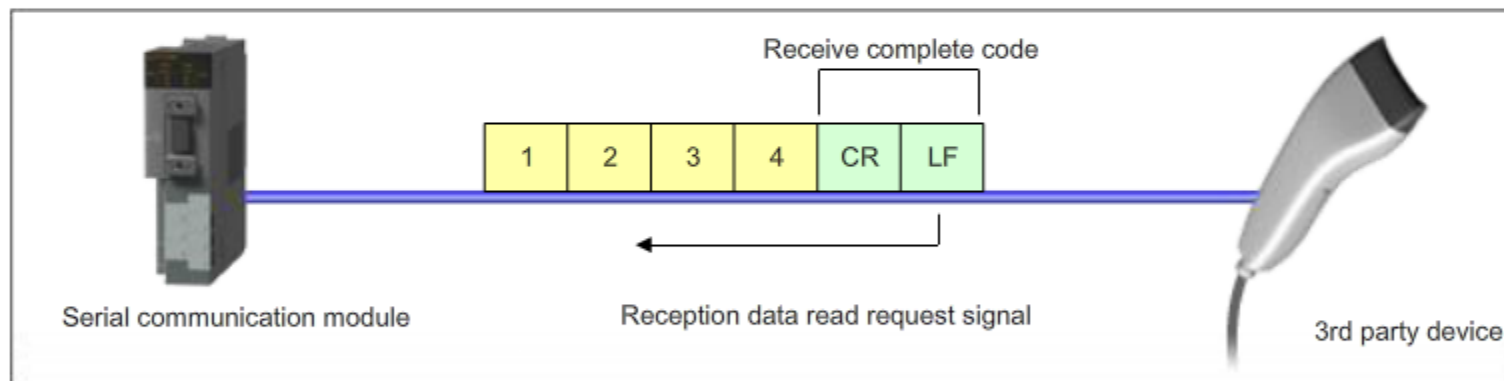 Receive complete code
1 2 3 4 CR LF
Serial communication module
Reception data read request signal
3rd party device